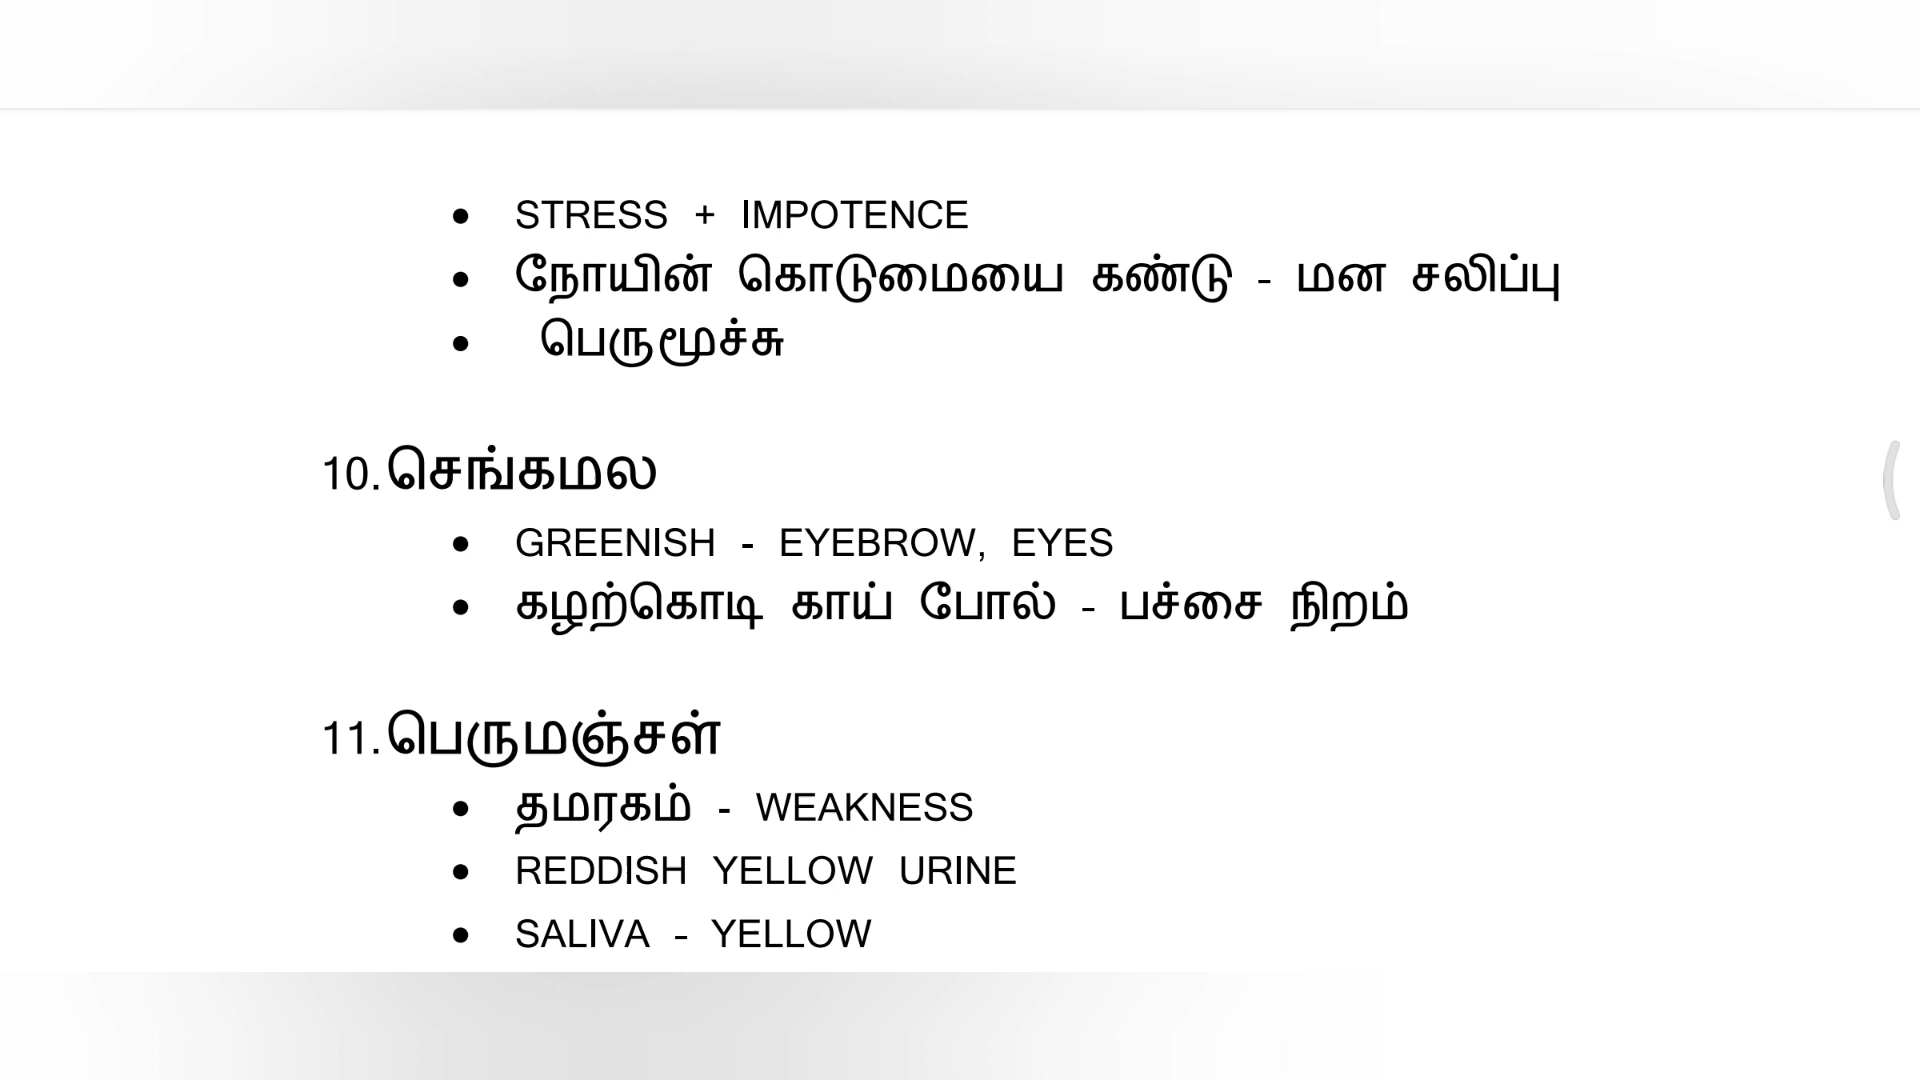 • STRESS + IMPOTENCE
• நோயின் கொடுமையை கண்டு - மன சலிப்பு
• பெருமூச்சு
10.செங்கமல
• GREENISH - EYEBROW, EYES
• கழற்கொடி காய் போல் - பச்சை நிறம்
11.பெருமஞ்சள்
• தமரகம் - WEAKNESS
• REDDISH YELLOW URINE
• SALIVA - YELLOW